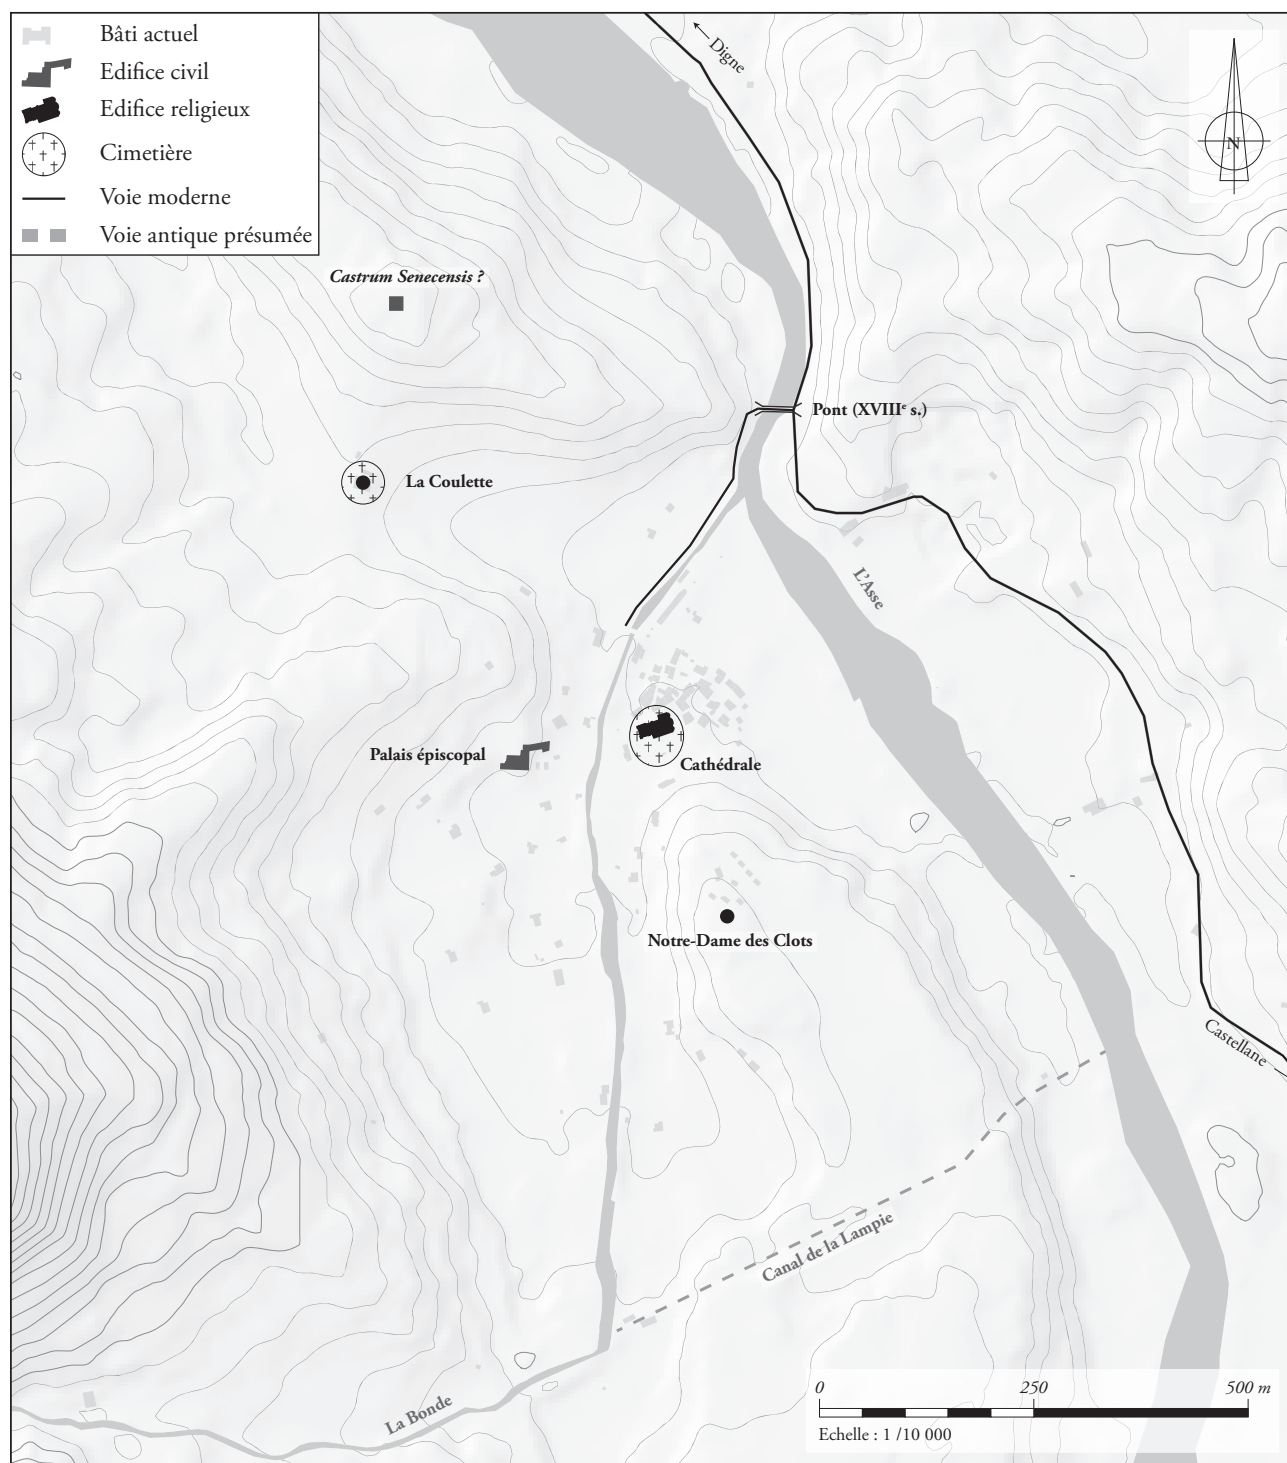 Bâti actuel
Edifice civil
Edifice religieux
Cimetière
Voie moderne
Voie antique présumée
Digne
N
Castrum Senecensis ?
Pont (XVIIIe s.)
La Coulette
L'Asse
Palais épiscopal
Cathédrale
Notre-Dame des Clots
Castellane
Canal de la Lampie
La Bonde
0 250 500 m
Echelle : 1 /10 000